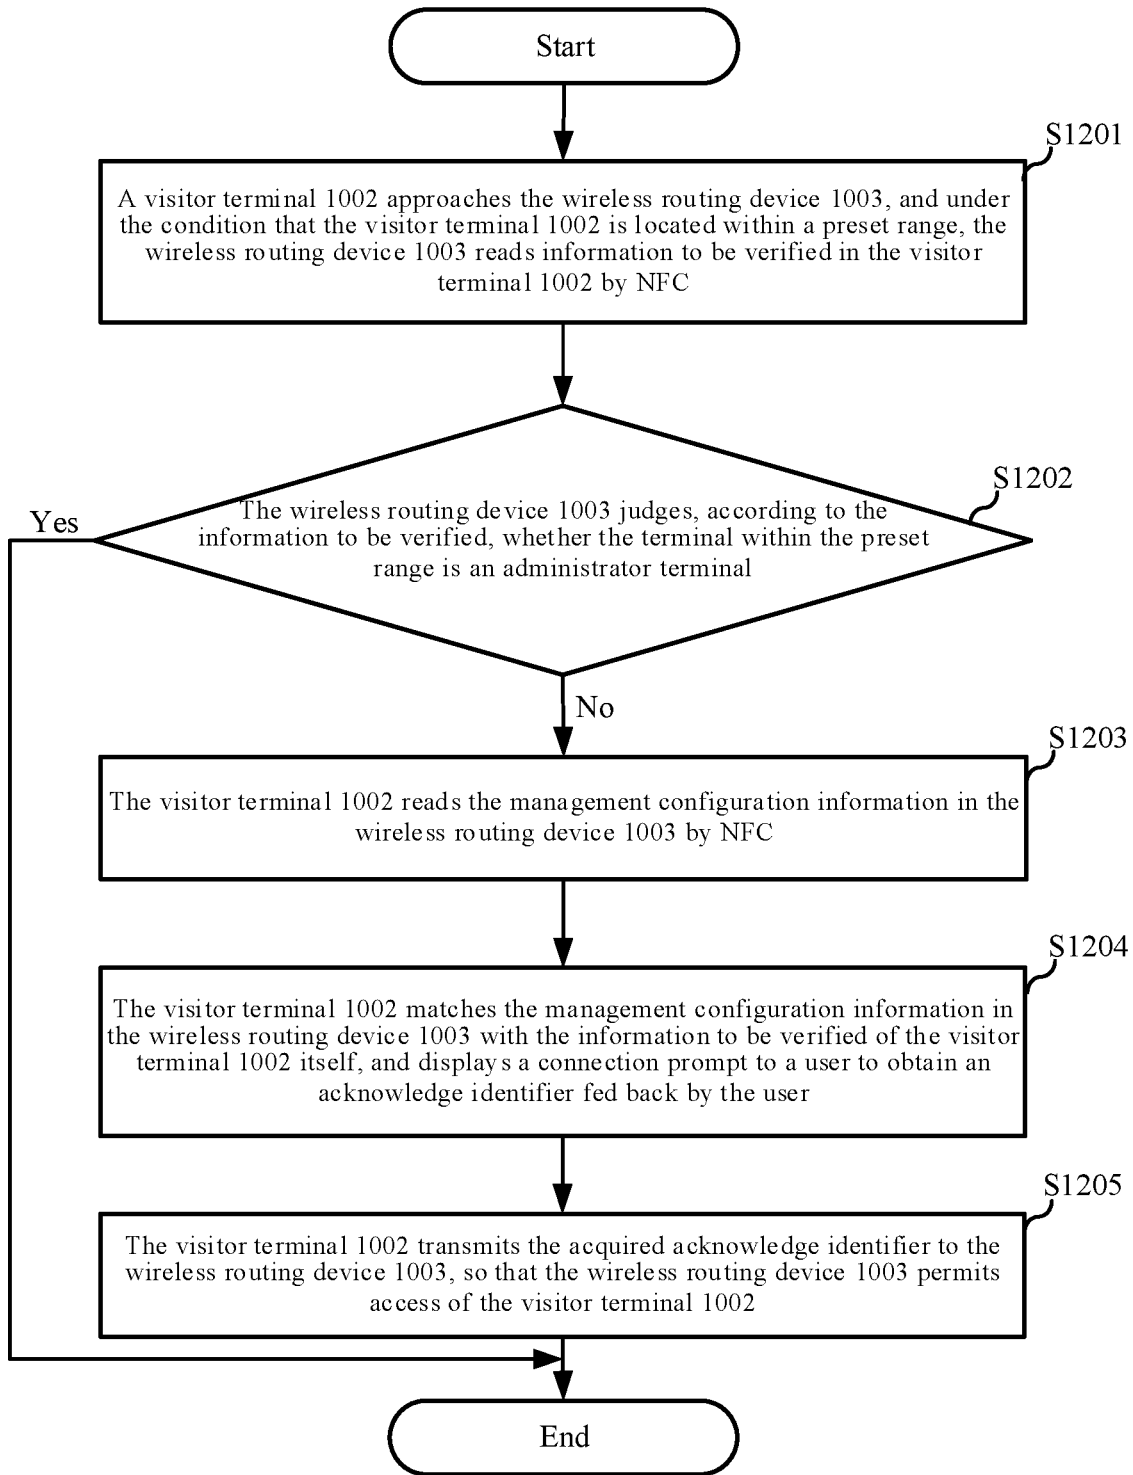 Start
S1201
A visitor terminal 1002 approaches the wireless routing device 1003, and under
the condition that the visitor terminal 1002 is located within a preset range, the
wireless routing device 1003 reads information to be verified in the visitor
terminal 1002 by NFC
S1202
Yes
The wireless routing device 1003 judges, according to the
information to be verified, whether the terminal within the preset
range is an administrator terminal
No
S1203
The visitor terminal 1002 reads the management configuration information in the
wireless routing device 1003 by NFC
S1204
The visitor terminal 1002 matches the management configuration information in
the wireless routing device 1003 with the information to be verified of the visitor
terminal 1002 itself, and displays a connection prompt to a user to obtain an
acknowledge identifier fed back by the user
S1205
The visitor terminal 1002 transmits the acquired acknowledge identifier to the
wireless routing device 1003, so that the wireless routing device 1003 permits
access of the visitor terminal 1002
End